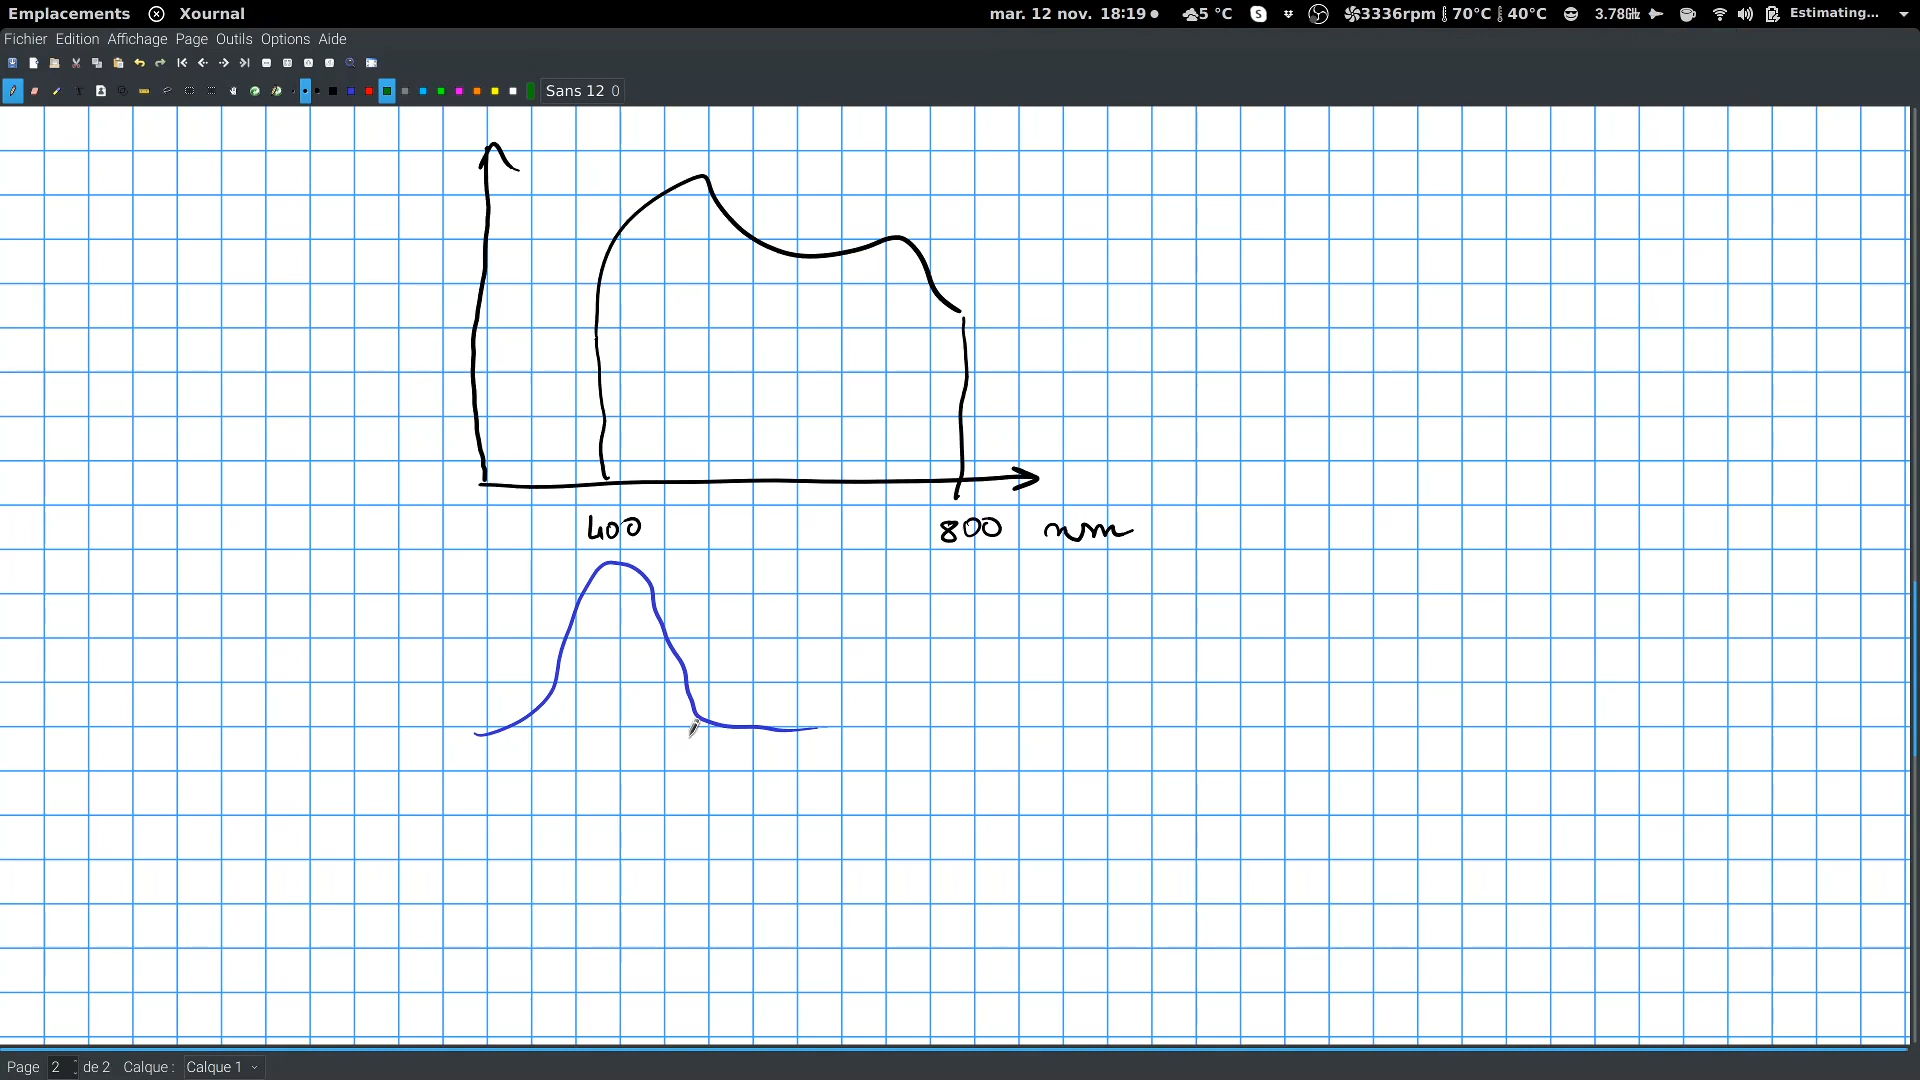 Emplacements Xournal mar. 12 nov. 18:19 5 °C 3336rpm 70°C 40°C 3.78GHz Estimating...
Fichier Edition Affichage Page Outils Options Aide
Sans 12 0
400 800 nm
Page 2 de 2 Calque : Calque 1